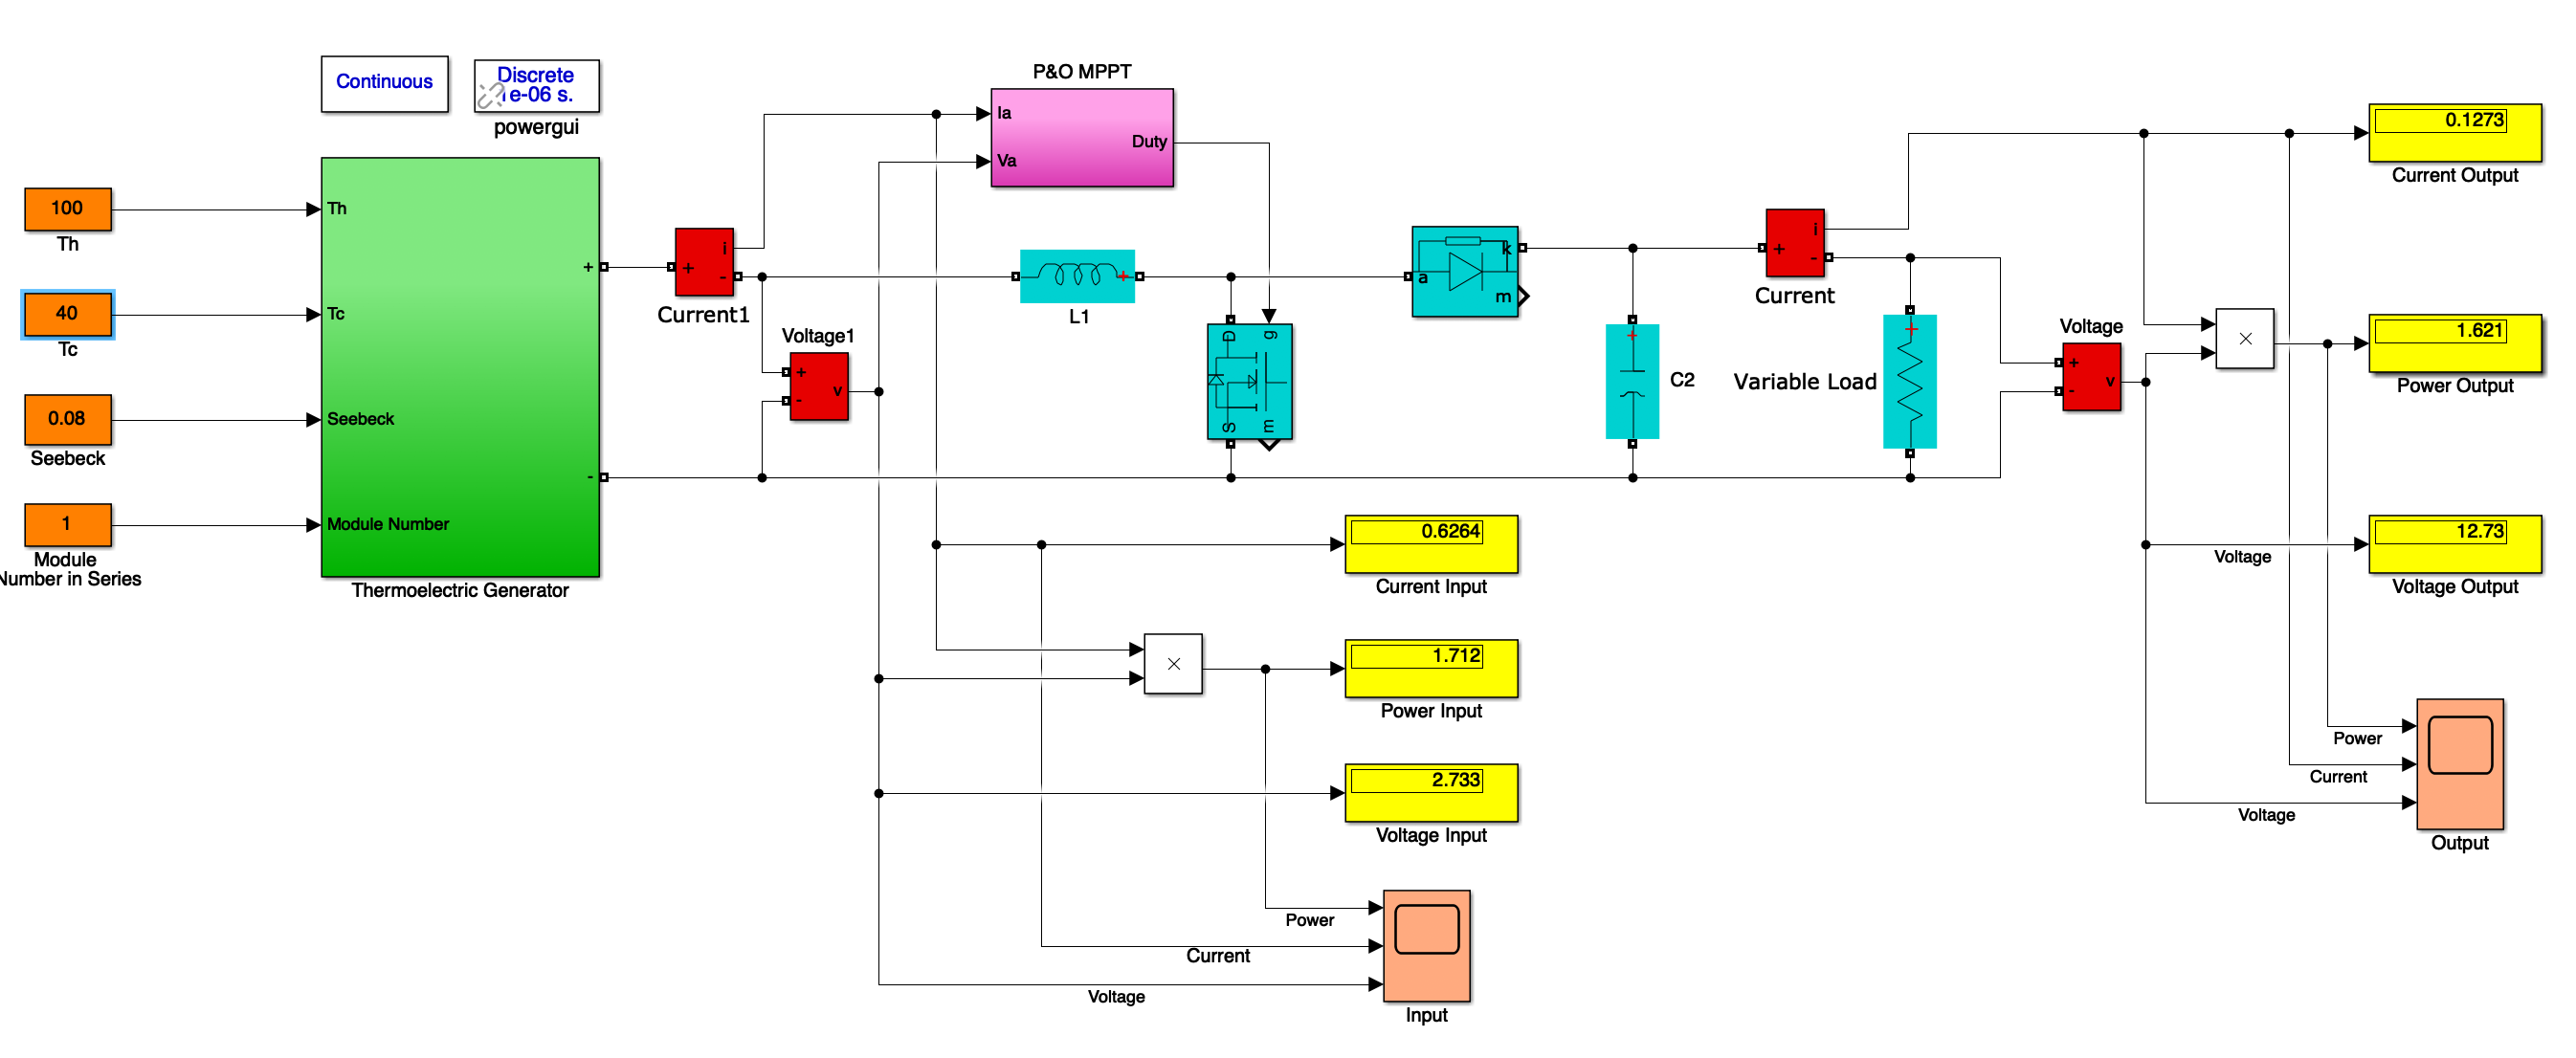 Continuous
Discrete
1e-06 s.
powergui
P&O MPPT
Ia
Va
Duty
100
Th
40
Tc
0.08
Seebeck
1
Module
Number in Series
Th
Tc
Seebeck
Module Number
+
-
Thermoelectric Generator
+
i
-
Current1
Voltage1
+
-
v
+
L1
D
g
S
m
a
k
m
+
C2
+
i
-
Current
+
Variable Load
Voltage
+
-
v
×
0.1273
Current Output
1.621
Power Output
12.73
Voltage Output
Voltage
Power
Current
Voltage
Output
0.6264
Current Input
×
1.712
Power Input
2.733
Voltage Input
Power
Current
Voltage
Input